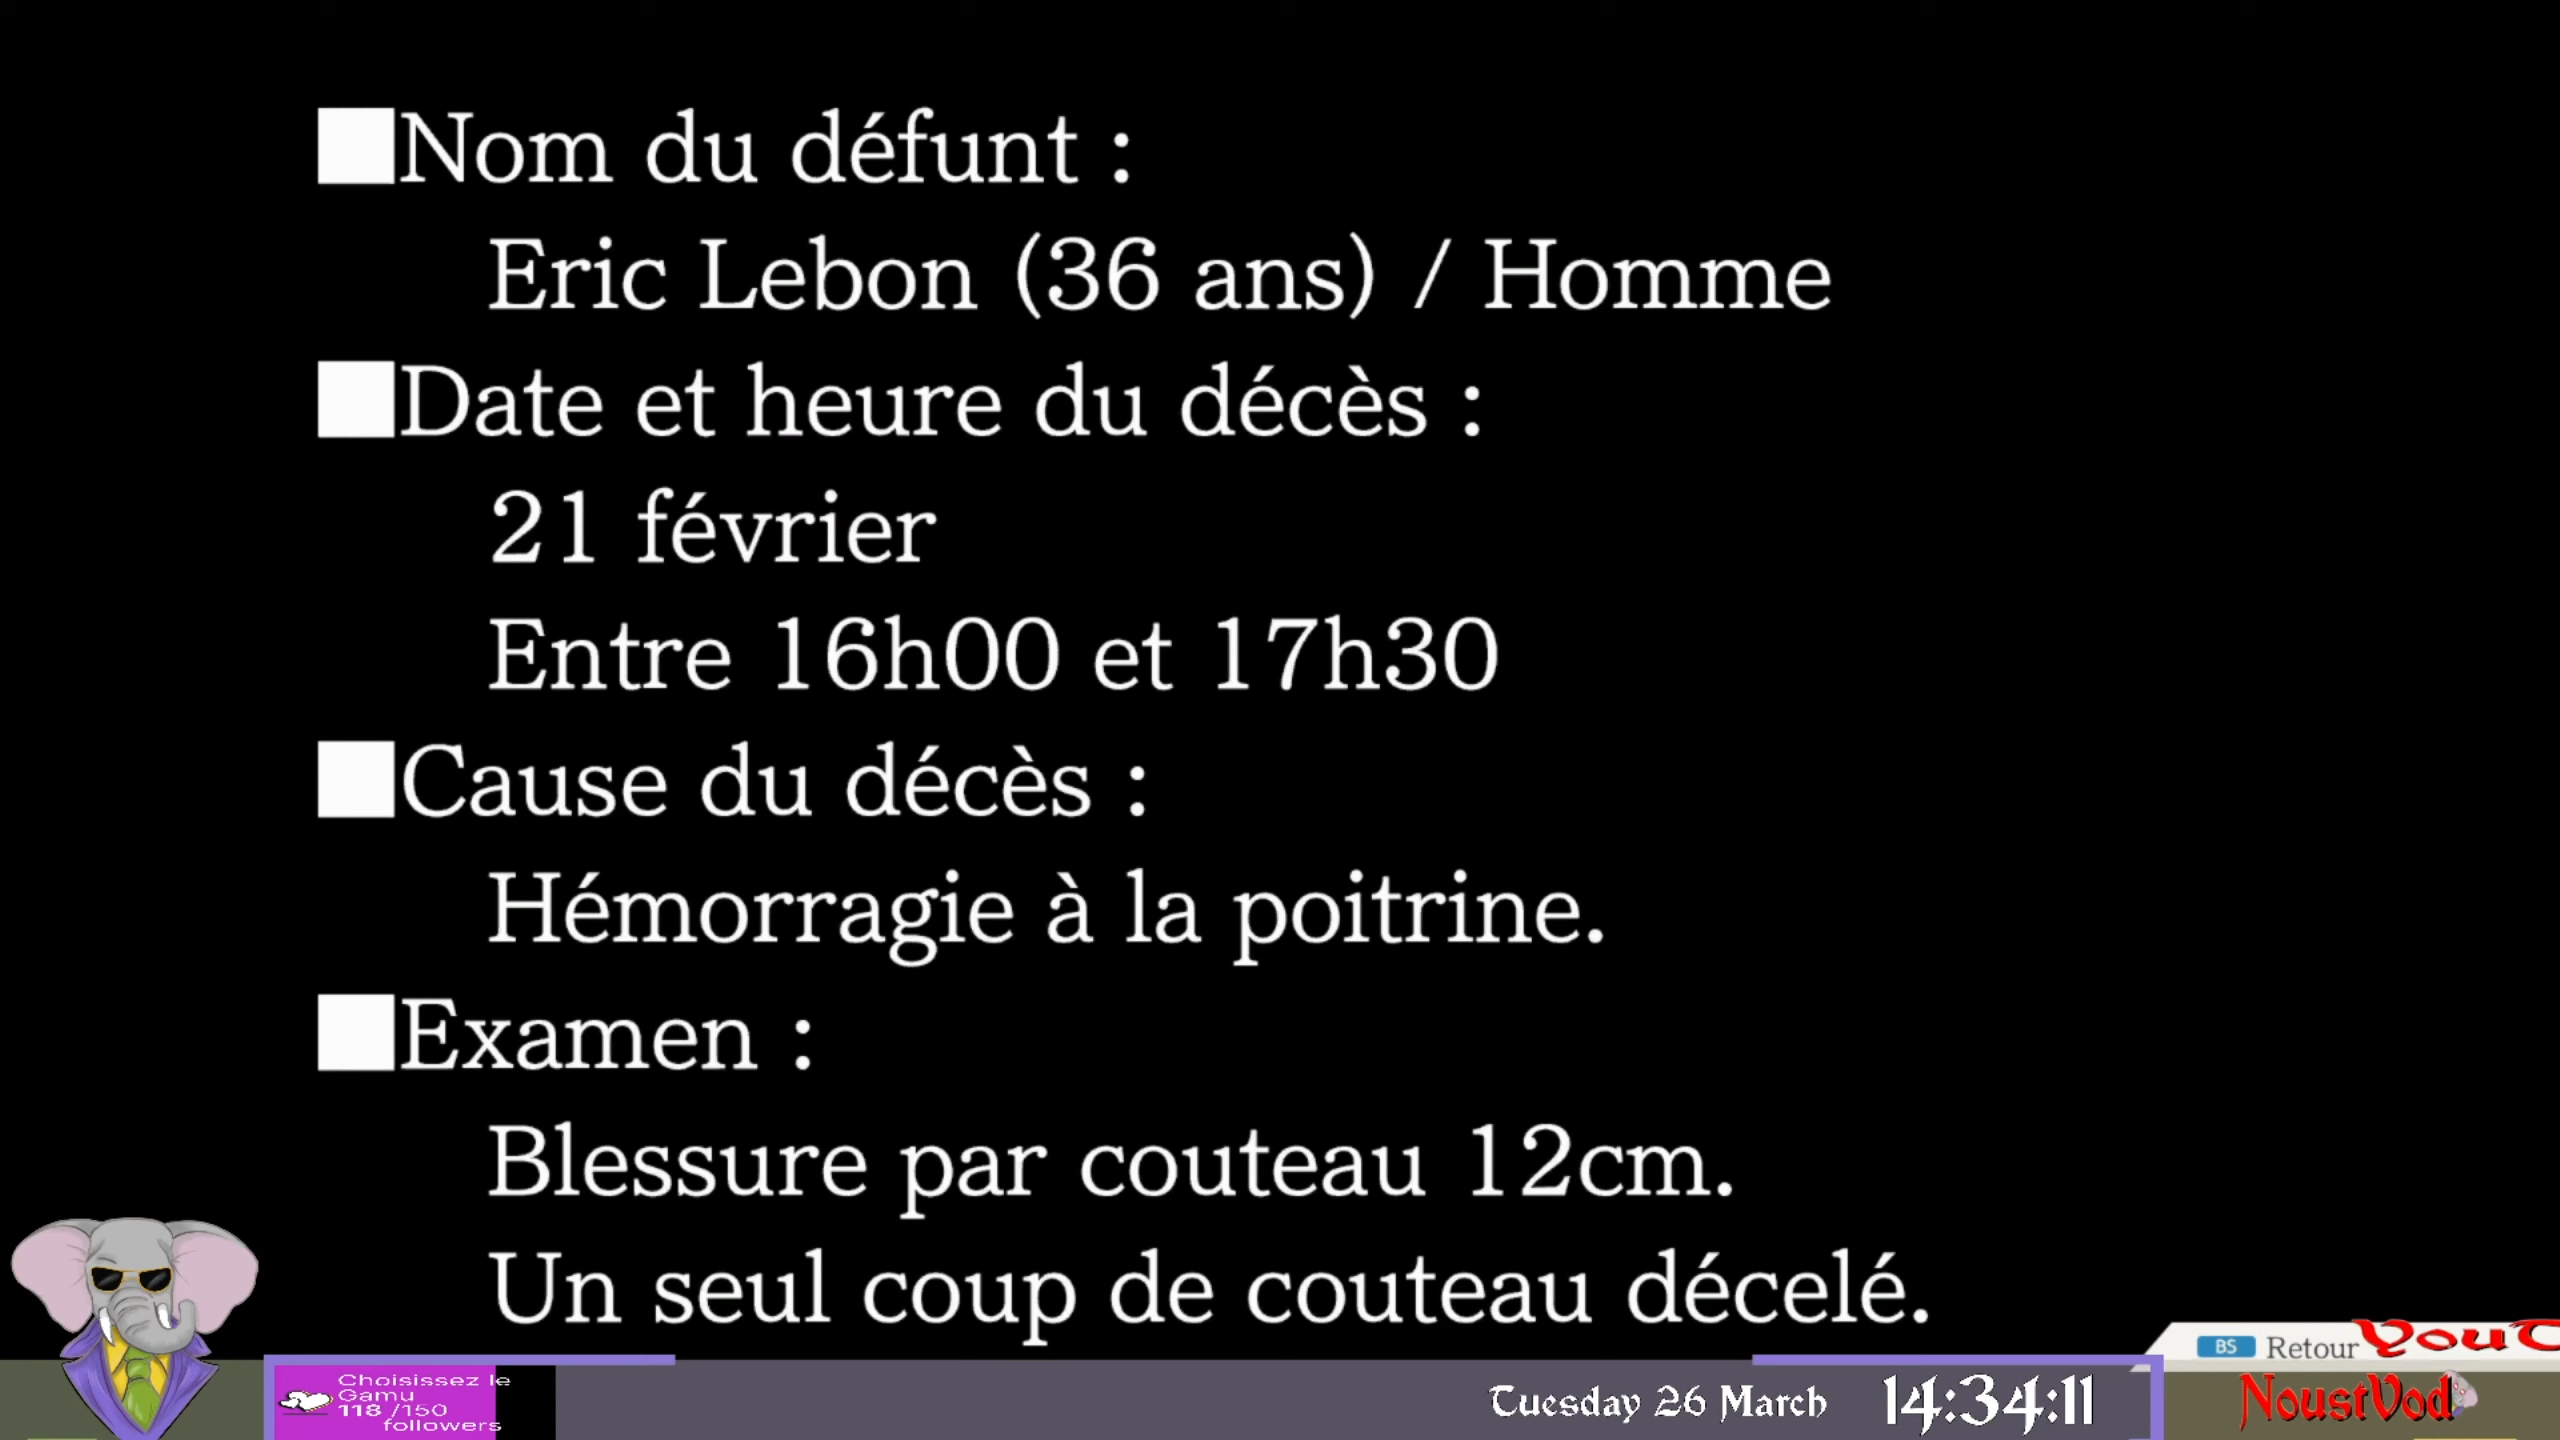 ■Nom du défunt :
Eric Lebon (36 ans) / Homme
■Date et heure du décès :
21 février
Entre 16h00 et 17h30
■Cause du décès :
Hémorragie à la poitrine.
■Examen :
Blessure par couteau 12cm.
Un seul coup de couteau décelé.
BS Retour
Choisissez le
Gamu
118 /150
followers
Tuesday 26 March 14:34:11
NoustVod